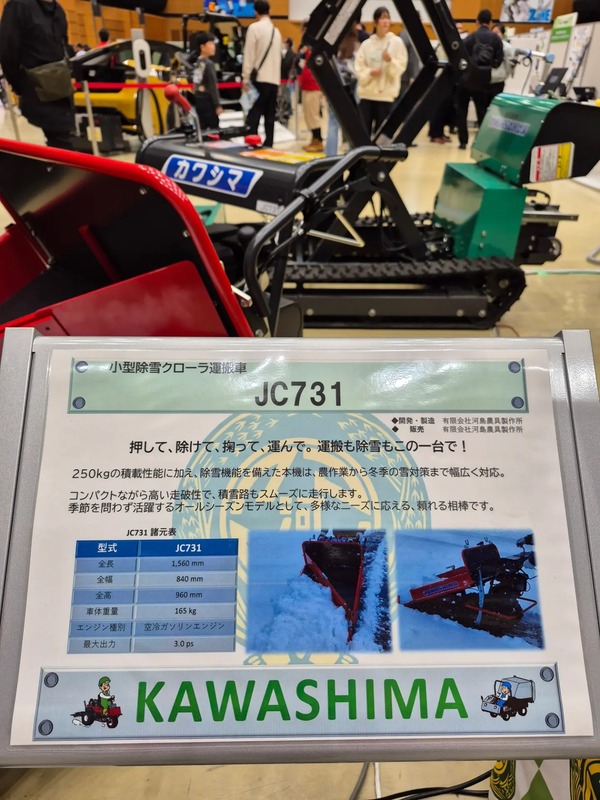 カワシマ
小型除雪クローラ運搬車
JC731
◆開発・製造 有限会社河島農具製作所
◆ 販売 有限会社河島農具製作所
押して、除けて、掬って、運んで。運搬も除雪もこの一台で！
250kgの積載性能に加え、除雪機能を備えた本機は、農作業から冬季の雪対策まで幅広く対応。
コンパクトながら高い走破性で、積雪路もスムーズに走行します。
季節を問わず活躍するオールシーズンモデルとして、多様なニーズに応える、頼れる相棒です。
JC731 諸元表
型式 JC731
全長 1,560 mm
全幅 840 mm
全高 960 mm
車体重量 165 kg
エンジン種別 空冷ガソリンエンジン
最大出力 3.0 ps
KAWASHIMA